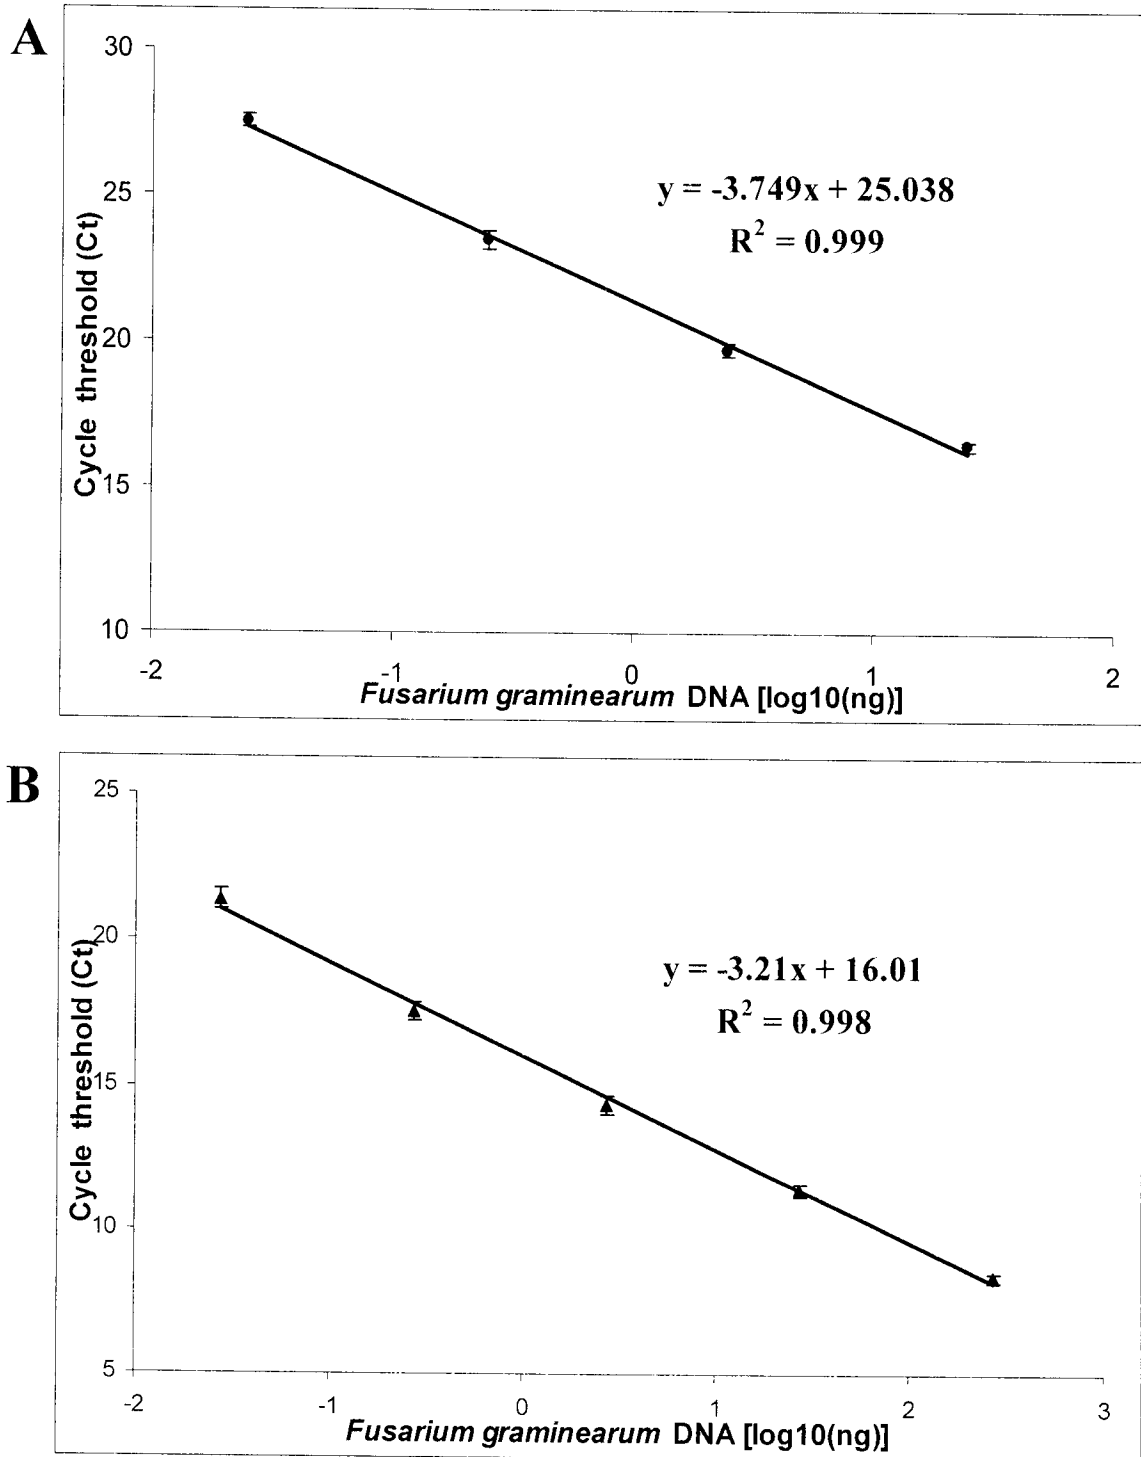 A
30
25
20
15
10
Cycle threshold (Ct)
y = -3.749x + 25.038
R² = 0.999
-2 -1 0 1 2
Fusarium graminearum DNA [log10(ng)]
B
25
20
15
10
5
Cycle threshold (Ct)
y = -3.21x + 16.01
R² = 0.998
-2 -1 0 1 2 3
Fusarium graminearum DNA [log10(ng)]